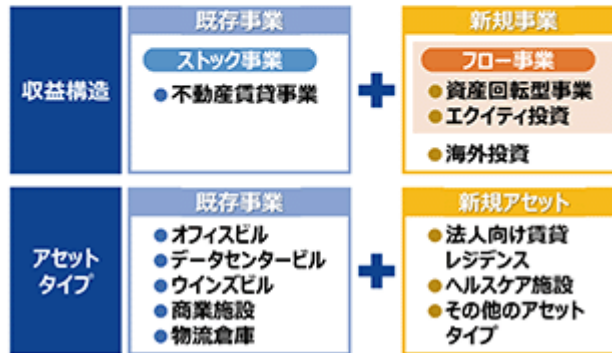 収益構造
既存事業
ストック事業
●不動産賃貸事業
+
新規事業
フロー事業
●資産回転型事業
●エクイティ投資
●海外投資
アセット
タイプ
既存事業
●オフィスビル
●データセンタービル
●ウインズビル
●商業施設
●物流倉庫
+
新規アセット
●法人向け賃貸
レジデンス
●ヘルスケア施設
●その他のアセット
タイプ